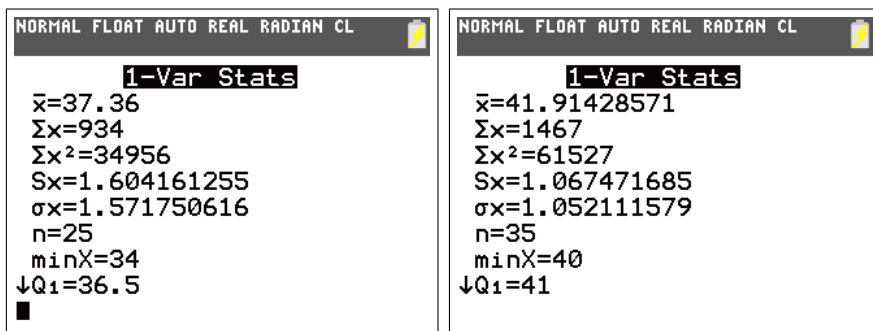 NORMAL FLOAT AUTO REAL RADIAN CL
1-Var Stats
x̄=37.36
Σx=934
Σx²=34956
Sx=1.604161255
σx=1.571750616
n=25
minX=34
↓Q₁=36.5
NORMAL FLOAT AUTO REAL RADIAN CL
1-Var Stats
x̄=41.91428571
Σx=1467
Σx²=61527
Sx=1.067471685
σx=1.052111579
n=35
minX=40
↓Q₁=41